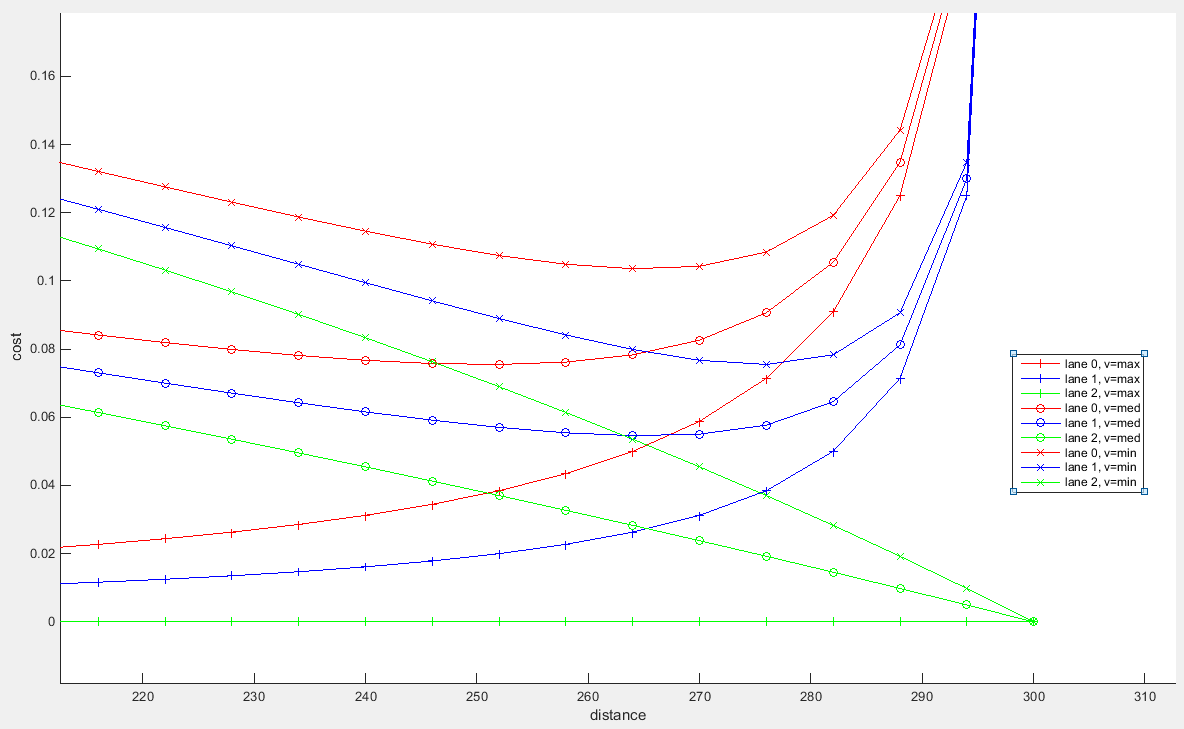 0.16
0.14
0.12
0.1
0.08
0.06
0.04
0.02
0
cost
220 230 240 250 260 270 280 290 300 310
distance
lane 0, v=max
lane 1, v=max
lane 2, v=max
lane 0, v=med
lane 1, v=med
lane 2, v=med
lane 0, v=min
lane 1, v=min
lane 2, v=min